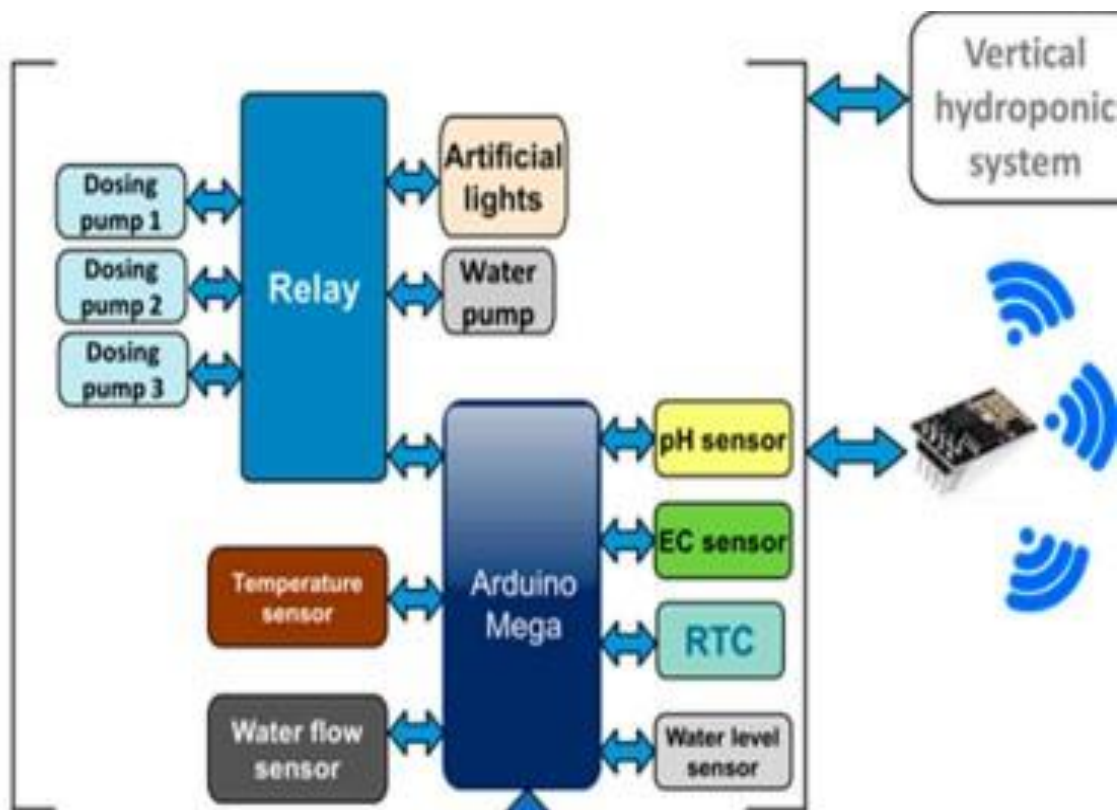 Vertical
hydroponic
system
Artificial
lights
Dosing
pump 1
Relay
Water
pump
Dosing
pump 2
Dosing
pump 3
pH sensor
EC sensor
Arduino
Mega
Temperature
sensor
RTC
Water flow
sensor
Water level
sensor